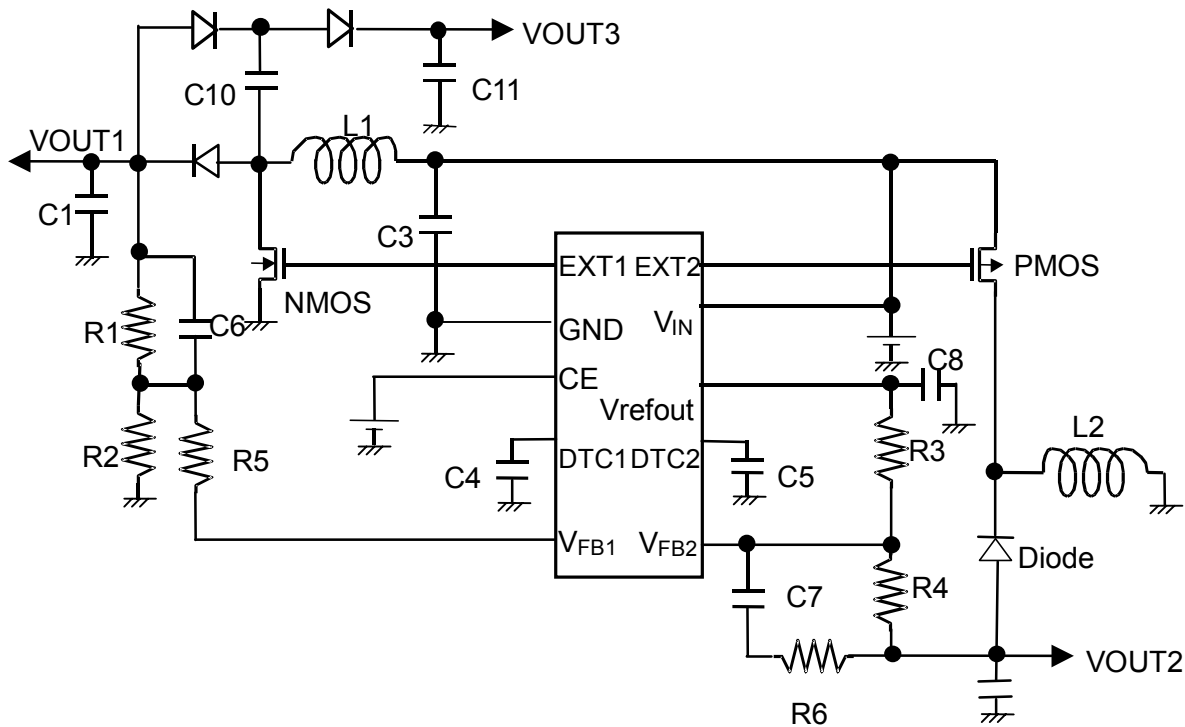 VOUT3
C10
C11
L1
VOUT1
C1
C3
EXT1
EXT2
PMOS
NMOS
R1
C6
GND
VIN
C8
CE
Vrefout
R2
R5
C4
DTC1
DTC2
C5
R3
L2
VFB1
VFB2
Diode
C7
R4
VOUT2
R6